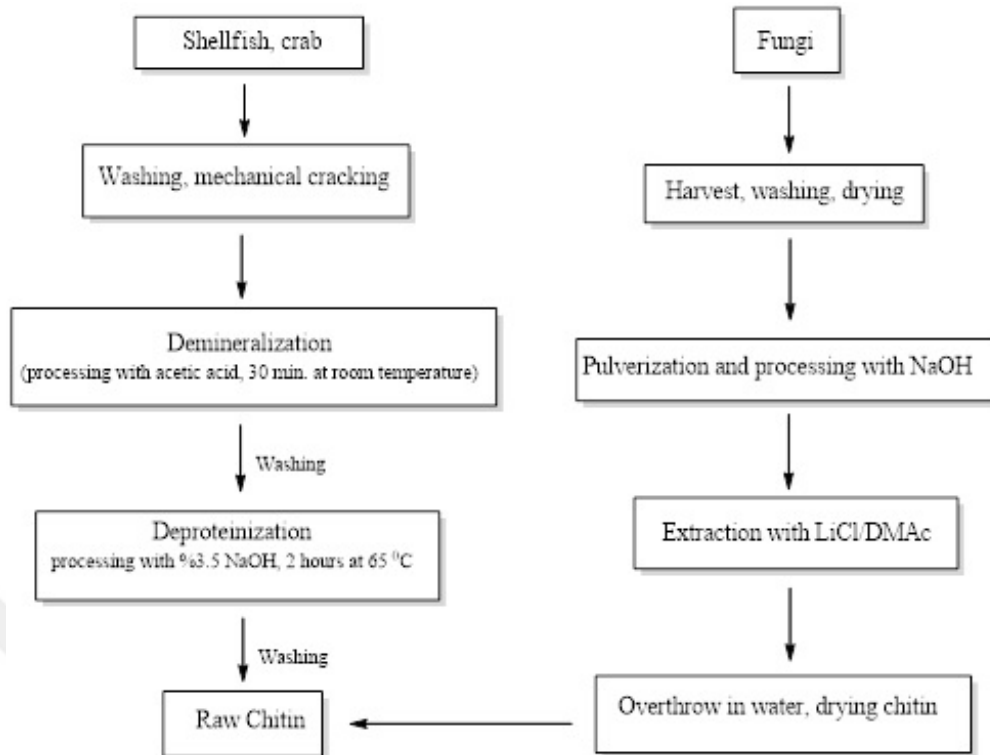 Shellfish, crab
Washing, mechanical cracking
Demineralization
(processing with acetic acid, 30 min. at room temperature)
Washing
Deproteinization
processing with %3.5 NaOH, 2 hours at 65 ⁰C
Washing
Raw Chitin
Fungi
Harvest, washing, drying
Pulverization and processing with NaOH
Extraction with LiCl/DMAc
Overthrow in water, drying chitin